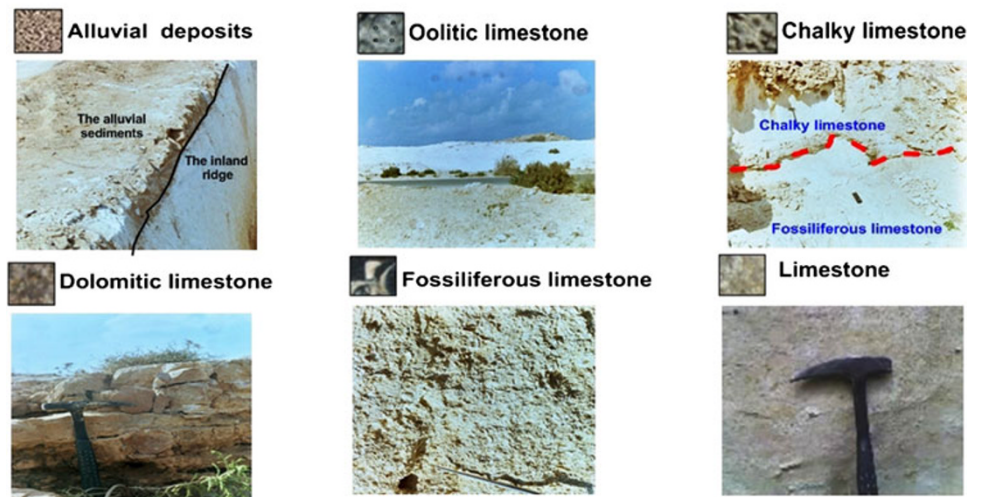 Alluvial deposits
Oolitic limestone
Chalky limestone
The alluvial
sediments
The inland
ridge
Chalky limestone
Fossiliferous limestone
Dolomitic limestone
Fossiliferous limestone
Limestone